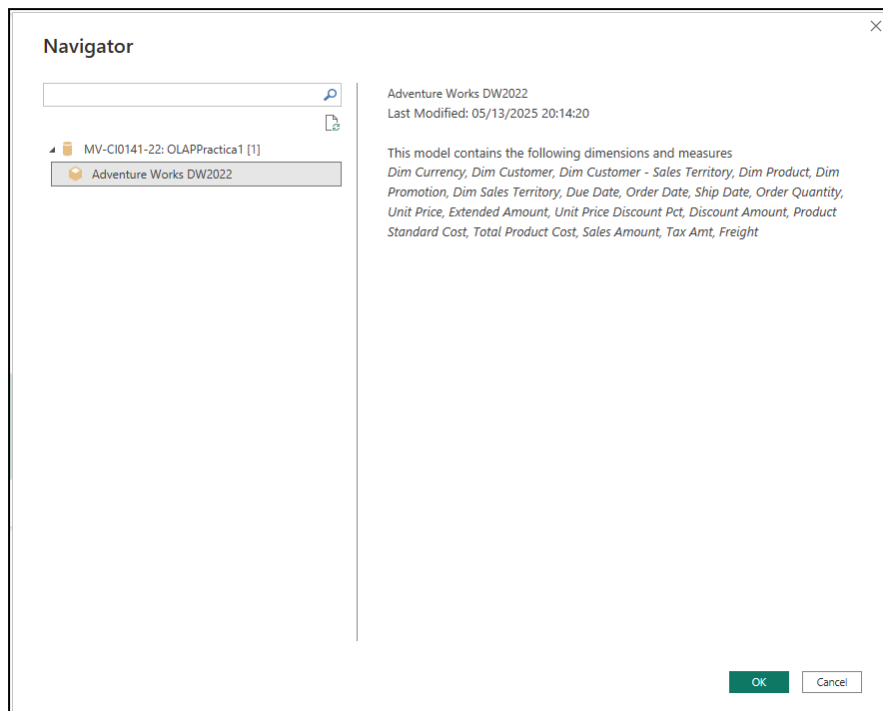 Navigator
MV-CI0141-22: OLAPPractica1 [1]
Adventure Works DW2022
Adventure Works DW2022
Last Modified: 05/13/2025 20:14:20
This model contains the following dimensions and measures
Dim Currency, Dim Customer, Dim Customer - Sales Territory, Dim Product, Dim
Promotion, Dim Sales Territory, Due Date, Order Date, Ship Date, Order Quantity,
Unit Price, Extended Amount, Unit Price Discount Pct, Discount Amount, Product
Standard Cost, Total Product Cost, Sales Amount, Tax Amt, Freight
OK
Cancel